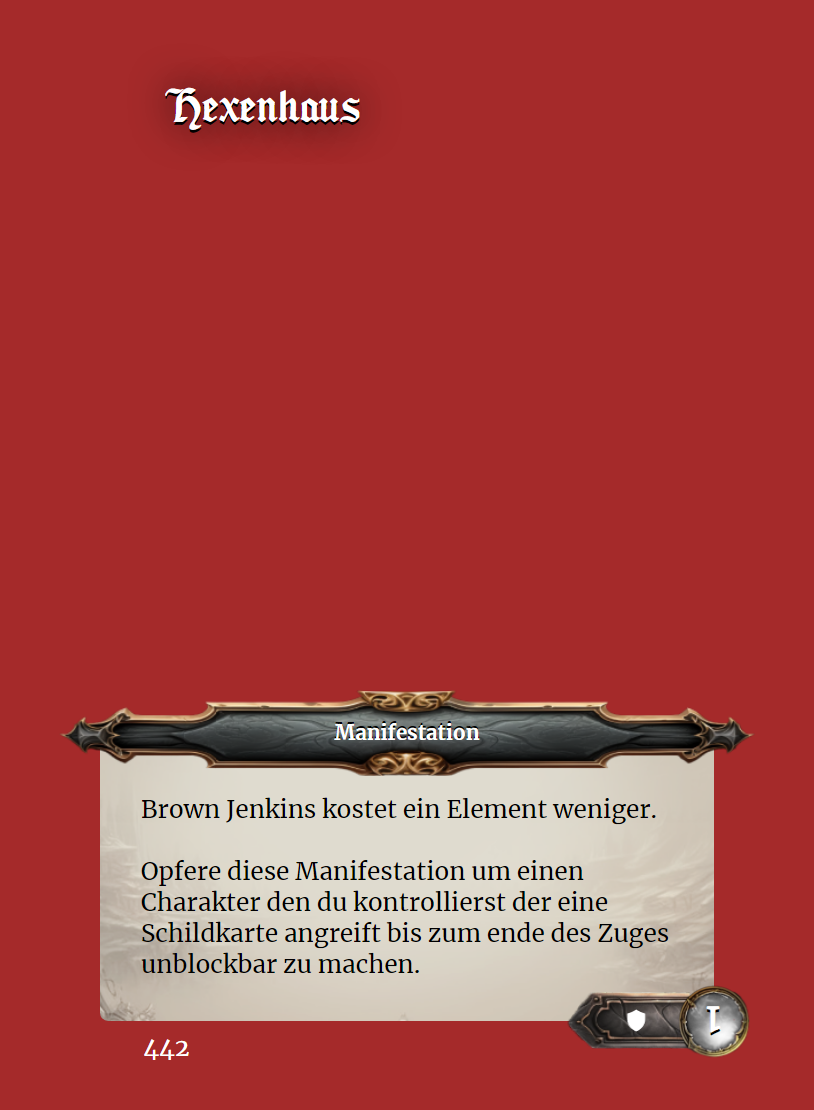 Hexenhaus
Manifestation
Brown Jenkins kostet ein Element weniger.
Opfere diese Manifestation um einen
Charakter den du kontrollierst der eine
Schildkarte angreift bis zum ende des Zuges
unblockbar zu machen.
442